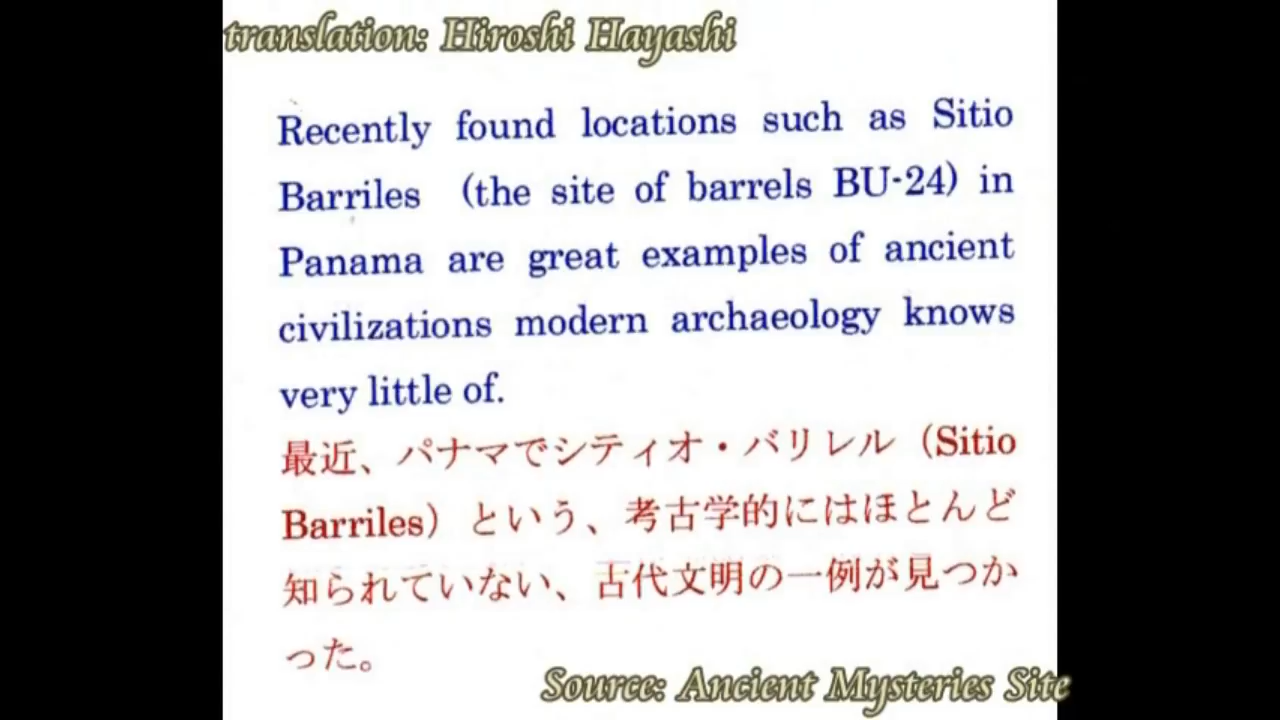 translation: Hiroshi Hayashi
Recently found locations such as Sitio
Barriles (the site of barrels BU-24) in
Panama are great examples of ancient
civilizations modern archaeology knows
very little of.
最近、パナマでシティオ・バリレル（Sitio
Barriles）という、考古学的にはほとんど
知られていない、古代文明の一例が見つか
った。
Source: Ancient Mysteries Site